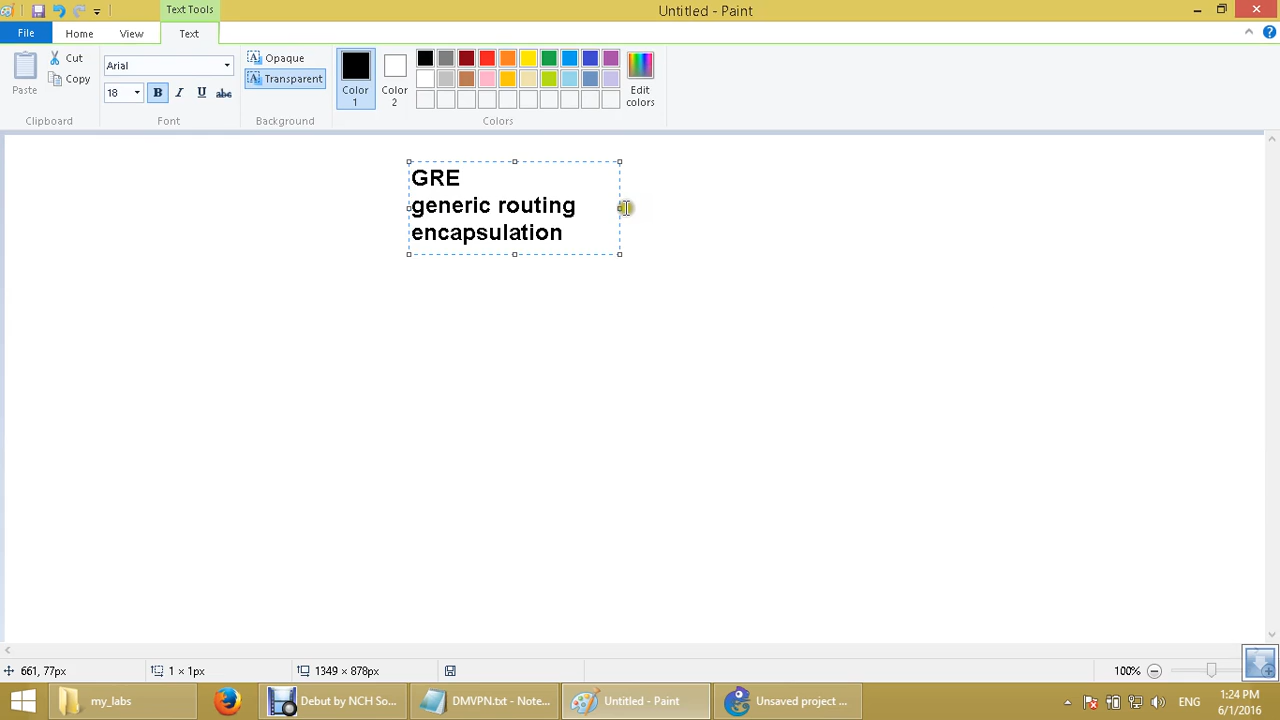 Text Tools
Untitled - Paint
File
Home
View
Text
Paste
Cut
Copy
Clipboard
Arial
18
B
I
U
abc
Font
Opaque
Transparent
Background
Color
1
Color
2
Edit
colors
Colors
GRE
generic routing
encapsulation
661, 77px
1 × 1px
1349 × 878px
100%
my_labs
Debut by NCH So...
DMVPN.txt - Note...
Untitled - Paint
Unsaved project ...
ENG
1:24 PM
6/1/2016